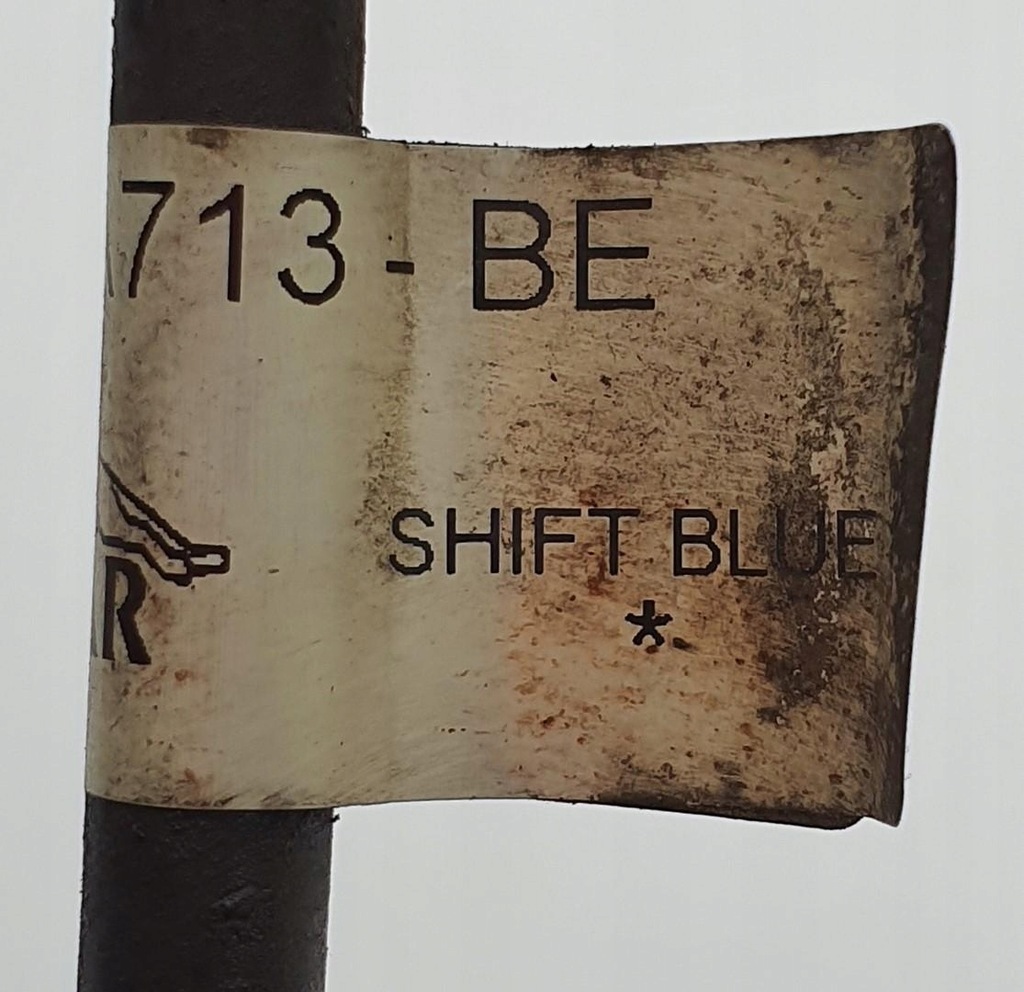 713 - BE
SHIFT BLUE
R
*